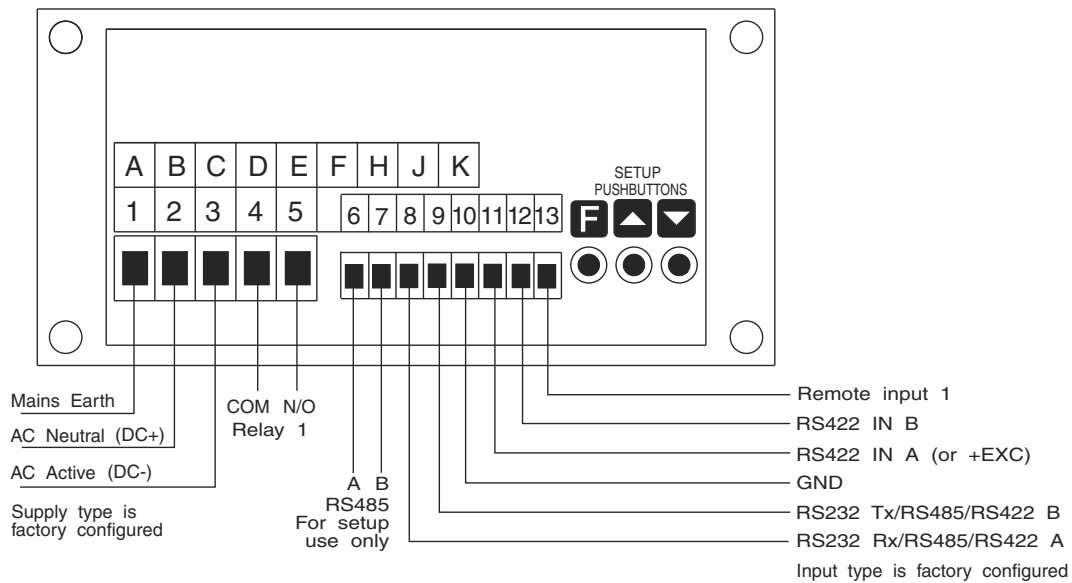 A B C D E F H J K
SETUP
PUSHBUTTONS
1 2 3 4 5 6 7 8 9 10 11 12 13
F
Mains Earth
AC Neutral (DC+)
AC Active (DC-)
Supply type is
factory configured
COM N/O
Relay 1
A B
RS485
For setup
use only
Remote input 1
RS422 IN B
RS422 IN A (or +EXC)
GND
RS232 Tx/RS485/RS422 B
RS232 Rx/RS485/RS422 A
Input type is factory configured